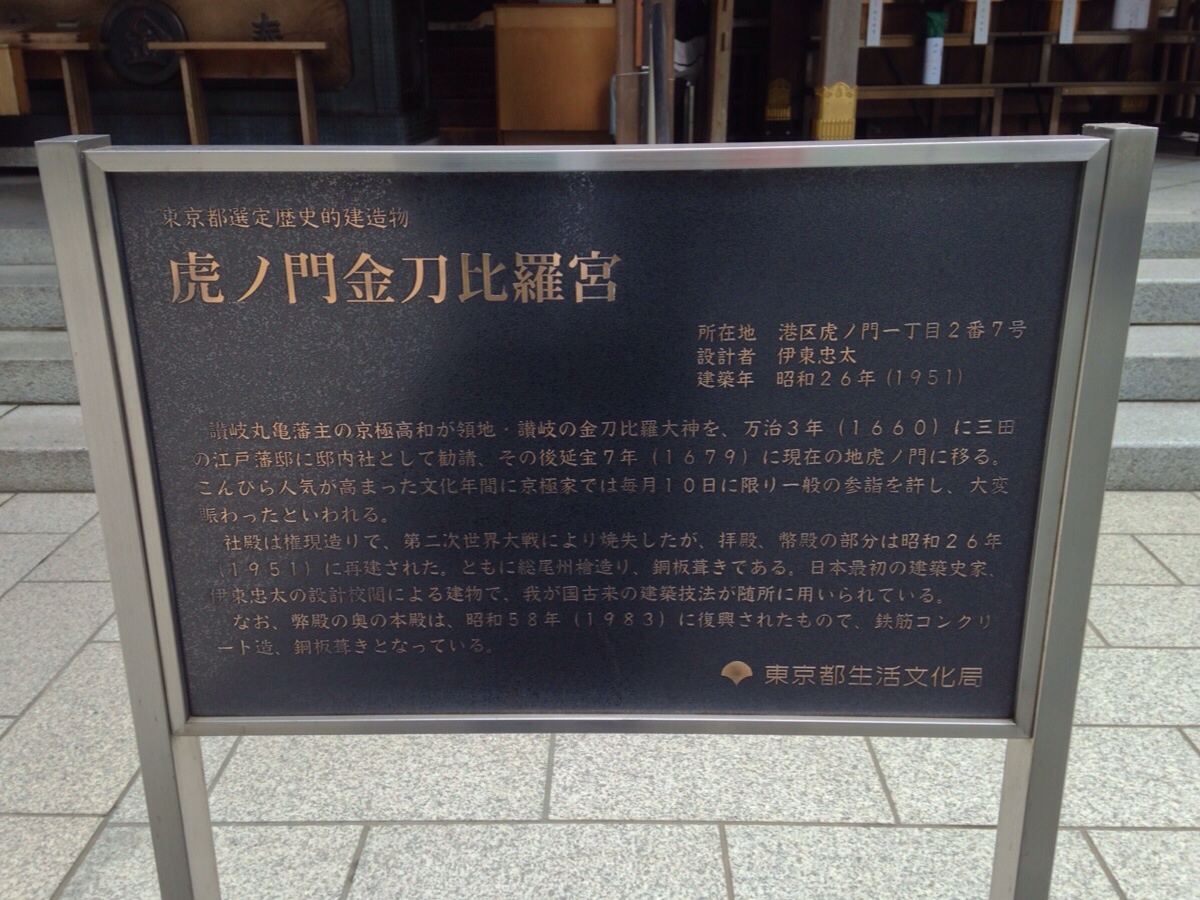 東京都選定歴史的建造物
虎ノ門金刀比羅宮
所在地　港区虎ノ門一丁目２番７号
設計者　伊東忠太
建築年　昭和２６年（1951）
讃岐丸亀藩主の京極高和が領地・讃岐の金刀比羅大神を、万治３年（１６６０）に三田
の江戸藩邸に邸内社として勧請、その後延宝７年（１６７９）に現在の地虎ノ門に移る。
こんぴら人気が高まった文化年間に京極家では毎月１０日に限り一般の参詣を許し、大変
賑わったといわれる。
社殿は権現造りで、第二次世界大戦により焼失したが、拝殿、幣殿の部分は昭和２６年
（１９５１）に再建された。ともに総尾州檜造り、銅板葺きである。日本最初の建築史家、
伊東忠太の設計校閲による建物で、我が国古来の建築技法が随所に用いられている。
なお、弊殿の奥の本殿は、昭和５８年（１９８３）に復興されたもので、鉄筋コンクリ
ート造、銅板葺きとなっている。
東京都生活文化局